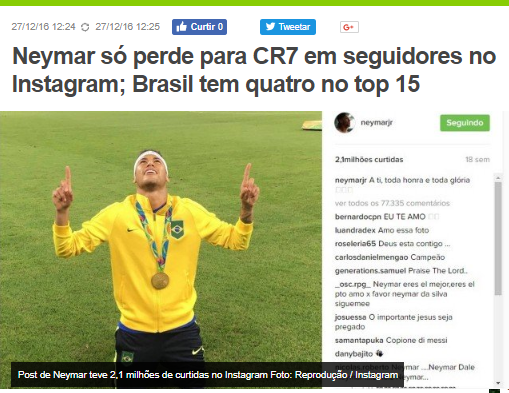 27/12/16 12:24 27/12/16 12:25 Curtir 0 Tweetar G+
Neymar só perde para CR7 em seguidores no
Instagram; Brasil tem quatro no top 15
neymarjr Seguindo
2,1milhões curtidas 18 sem
neymarjr A ti, toda honra e toda glória
ver todos os 77.335 comentários
bernardocpn EU TE AMO
luandradex Amo essa foto
roseleria65 Deus esta contigo ...
carlosdanielmengao Campeão
generations.samuel Praise The Lord..
_osc.rpg_ Neymar eres el mejor,eres el
pto amo x favor neymar da silva
siguemee
josuessa O importante jesus seja
pregado
samantapuka Copione di messi
danybajito
nicolas.roberto Neymar ...Neymar Dale
Post de Neymar teve 2,1 milhões de curtidas no Instagram Foto: Reprodução / Instagram